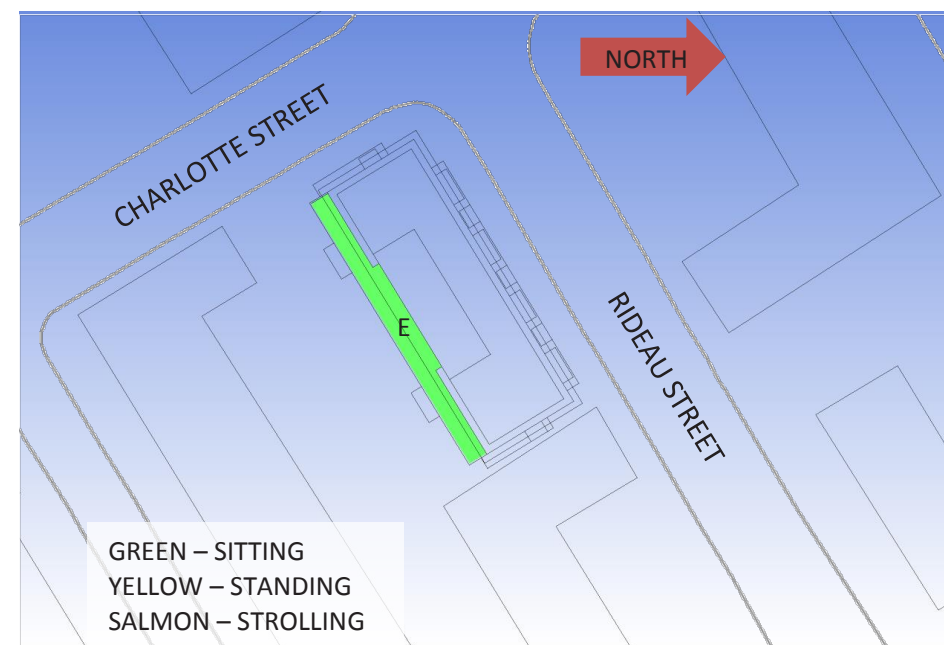 NORTH
CHARLOTTE STREET
E
RIDEAU STREET
GREEN – SITTING
YELLOW – STANDING
SALMON – STROLLING